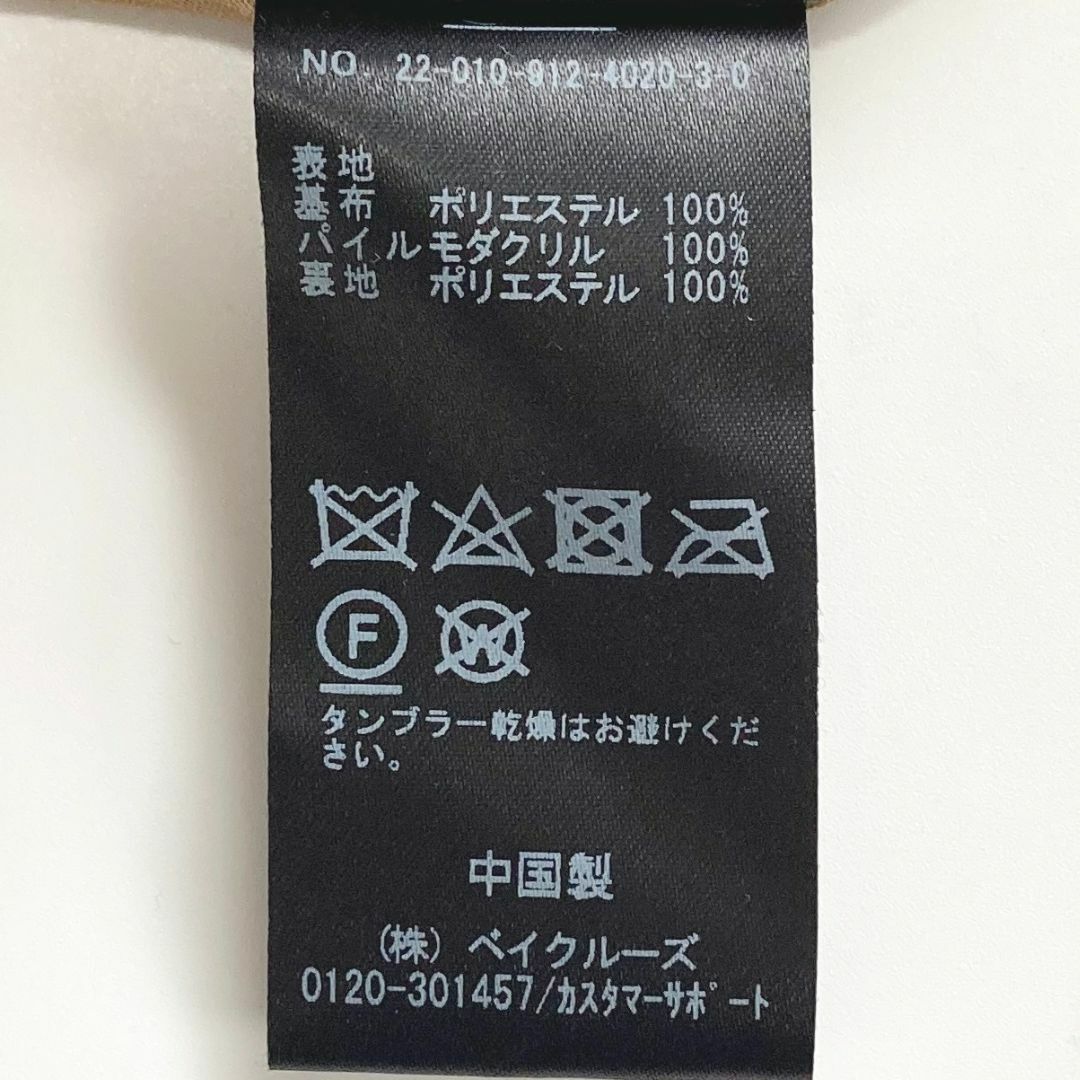 NO. 22-010-912-4020-3-0
表地
基布 ポリエステル 100%
パイル モダクリル 100%
裏地 ポリエステル 100%
F W
タンブラー乾燥はお避けくだ
さい。
中国製
(株) ベイクルーズ
0120-301457/カスタマーサポート